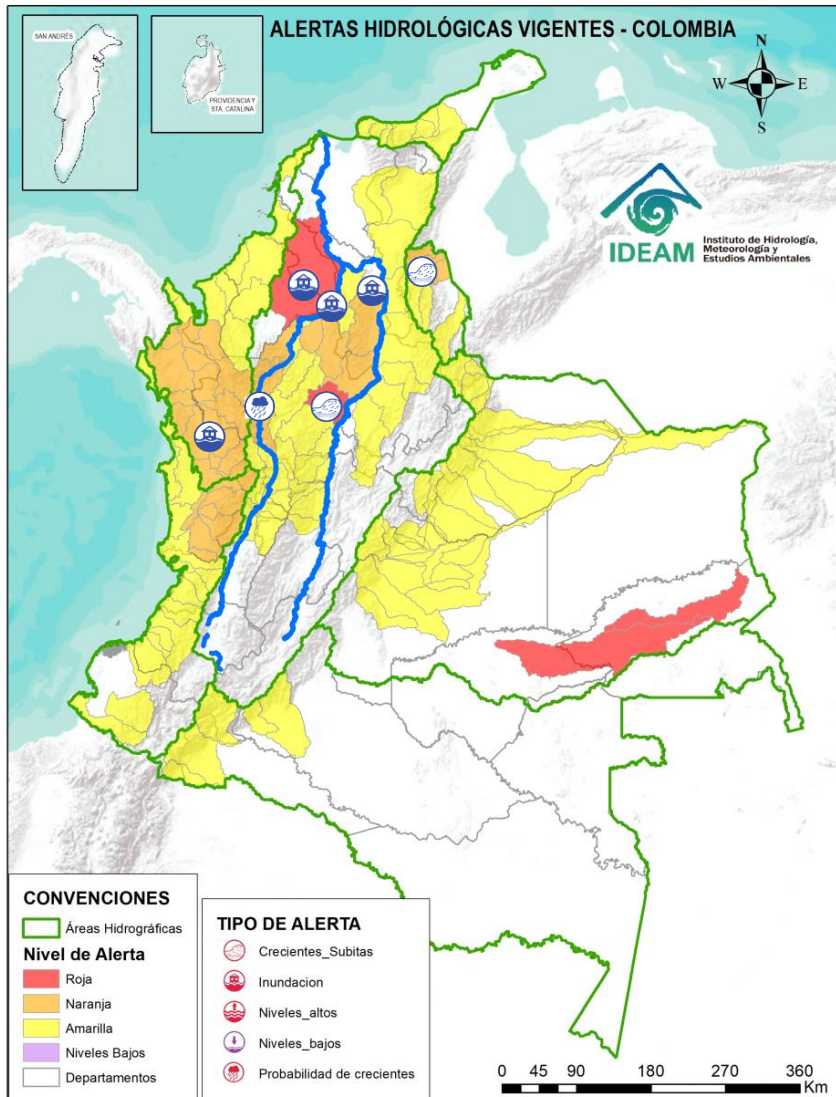 ALERTAS HIDROLÓGICAS VIGENTES - COLOMBIA
SAN ANDRÉS
PROVIDENCIA Y
STA. CATALINA
N
W
E
S
IDEAM
Instituto de Hidrología,
Meteorología y
Estudios Ambientales
CONVENCIONES
Áreas Hidrográficas
Nivel de Alerta
Roja
Naranja
Amarilla
Niveles Bajos
Departamentos
TIPO DE ALERTA
Crecientes_Subitas
Inundacion
Niveles_altos
Niveles_bajos
Probabilidad de crecientes
0 45 90 180 270 360
Km